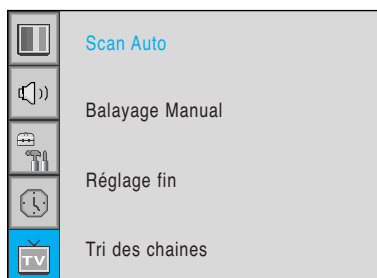 Scan Auto
Balayage Manual
Réglage fin
Tri des chaines
TV